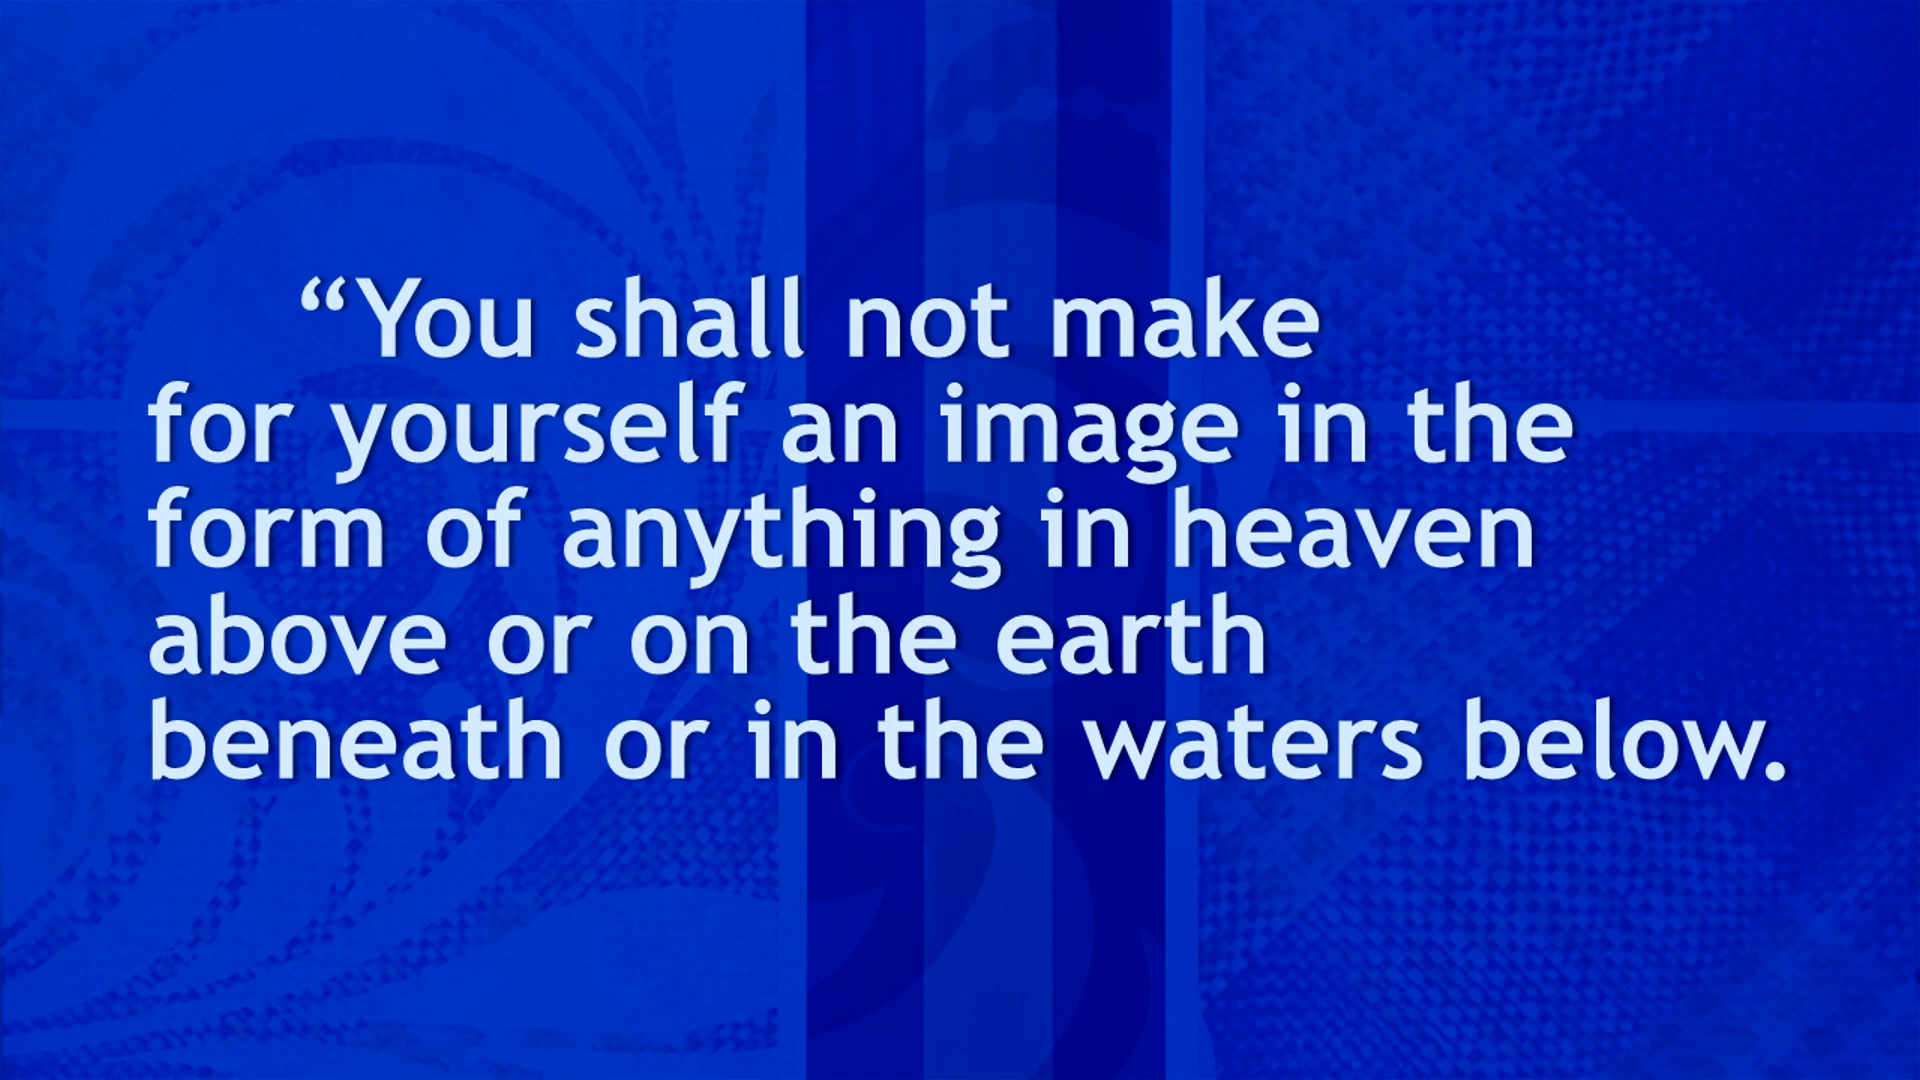 “You shall not make
for yourself an image in the
form of anything in heaven
above or on the earth
beneath or in the waters below.